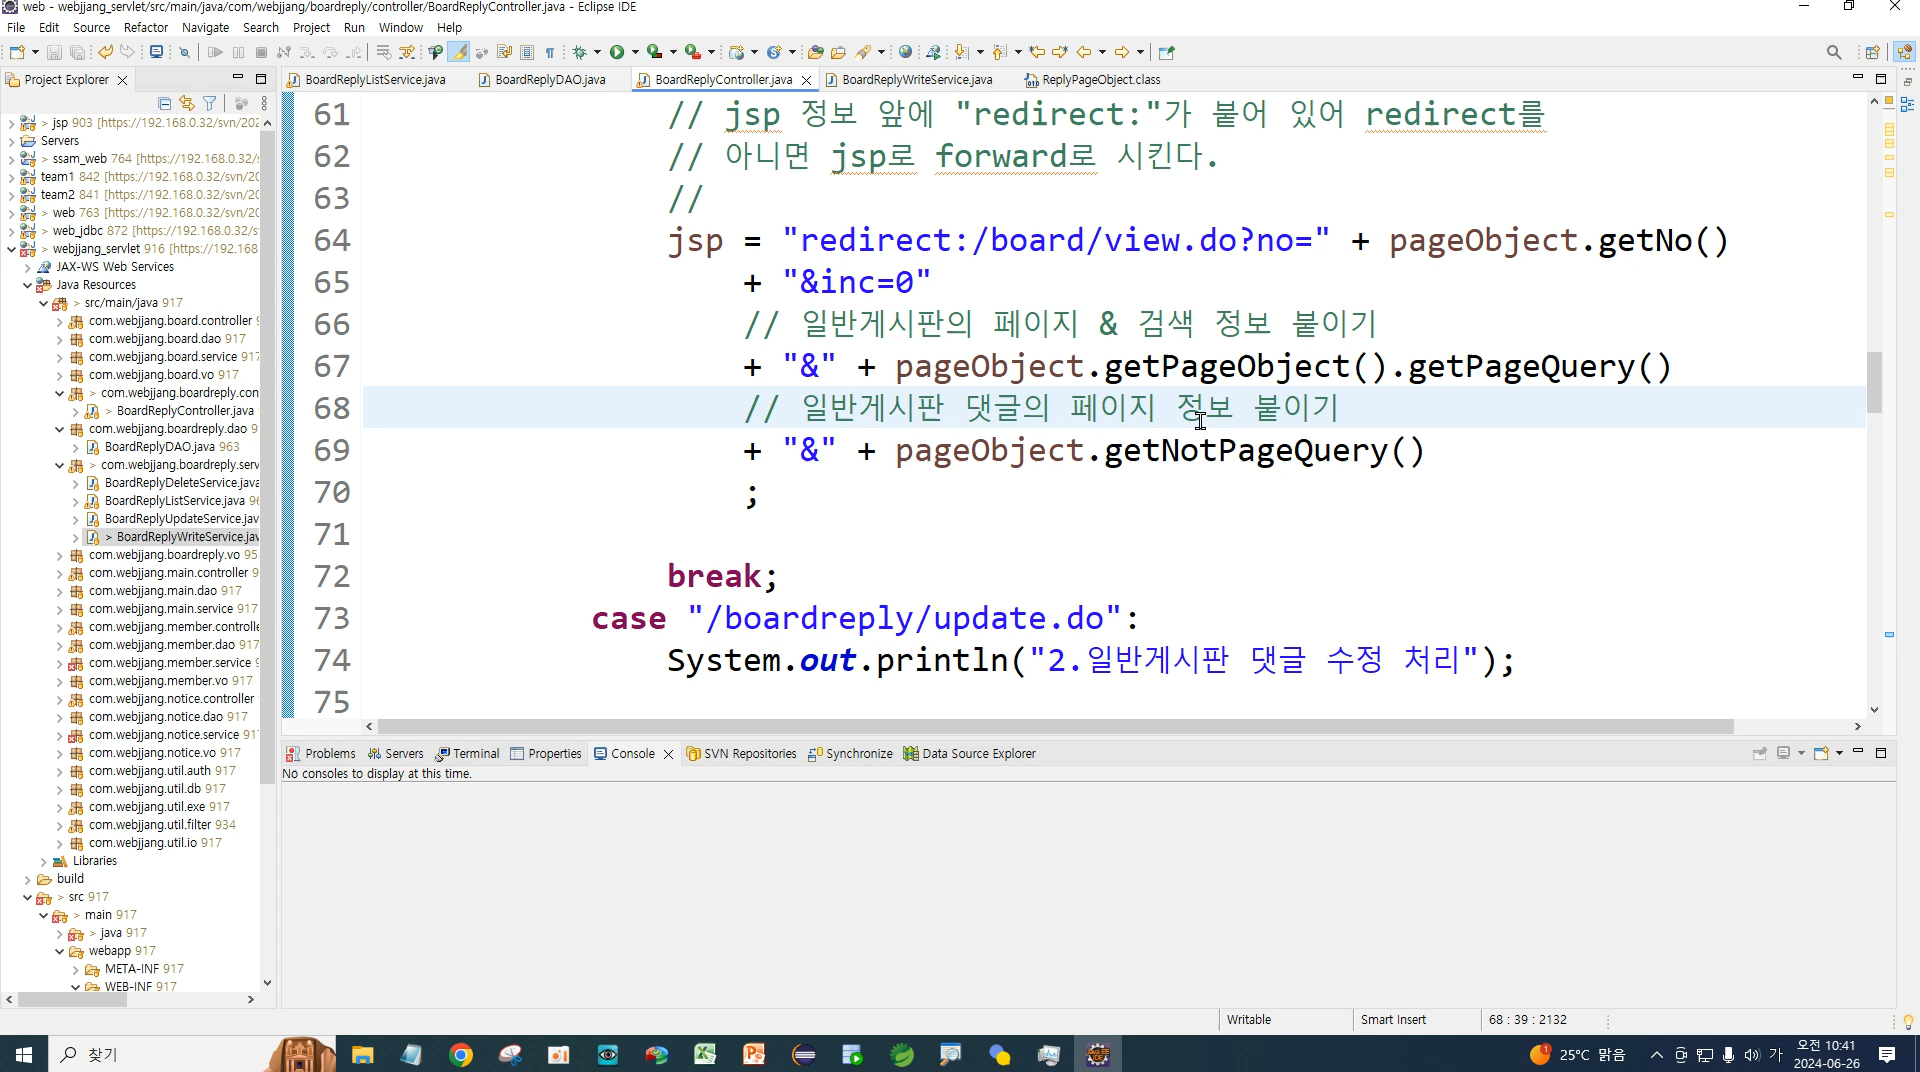 web - webjjang_servlet/src/main/java/com/webjjang/boardreply/controller/BoardReplyController.java - Eclipse IDE
File Edit Source Refactor Navigate Search Project Run Window Help
Project Explorer
BoardReplyListService.java BoardReplyDAO.java BoardReplyController.java BoardReplyWriteService.java ReplyPageObject.class
> jsp 903 [https://192.168.0.32/svn/202
Servers
> ssam_web 764 [https://192.168.0.32/s
team1 842 [https://192.168.0.32/svn/20
team2 841 [https://192.168.0.32/svn/20
> web 763 [https://192.168.0.32/svn/20
> web_jdbc 872 [https://192.168.0.32/s
> webjjang_servlet 916 [https://192.168
JAX-WS Web Services
Java Resources
> src/main/java 917
com.webjjang.board.controller 9
com.webjjang.board.dao 917
com.webjjang.board.service 917
com.webjjang.board.vo 917
> com.webjjang.boardreply.con
> BoardReplyController.java
com.webjjang.boardreply.dao 9
BoardReplyDAO.java 963
> com.webjjang.boardreply.serv
BoardReplyDeleteService.java
BoardReplyListService.java 96
BoardReplyUpdateService.jav
> BoardReplyWriteService.jav
com.webjjang.boardreply.vo 95
com.webjjang.main.controller 9
com.webjjang.main.dao 917
com.webjjang.main.service 917
com.webjjang.member.controlle
com.webjjang.member.dao 917
com.webjjang.member.service 9
com.webjjang.member.vo 917
com.webjjang.notice.controller
com.webjjang.notice.dao 917
com.webjjang.notice.service 917
com.webjjang.notice.vo 917
com.webjjang.util.auth 917
com.webjjang.util.db 917
com.webjjang.util.exe 917
com.webjjang.util.filter 934
com.webjjang.util.io 917
Libraries
build
> src 917
> main 917
> java 917
webapp 917
META-INF 917
WEB-INF 917
61 // jsp 정보 앞에 "redirect:"가 붙어 있어 redirect를
62 // 아니면 jsp로 forward로 시킨다.
63 //
64 jsp = "redirect:/board/view.do?no=" + pageObject.getNo()
65 + "&inc=0"
66 // 일반게시판의 페이지 & 검색 정보 붙이기
67 + "&" + pageObject.getPageObject().getPageQuery()
68 // 일반게시판 댓글의 페이지 정보 붙이기
69 + "&" + pageObject.getNotPageQuery()
70 ;
71
72 break;
73 case "/boardreply/update.do":
74 System.out.println("2.일반게시판 댓글 수정 처리");
75
Problems Servers Terminal Properties Console SVN Repositories Synchronize Data Source Explorer
No consoles to display at this time.
Writable Smart Insert 68 : 39 : 2132
찾기
25°C 맑음 가 오전 10:41
2024-06-26